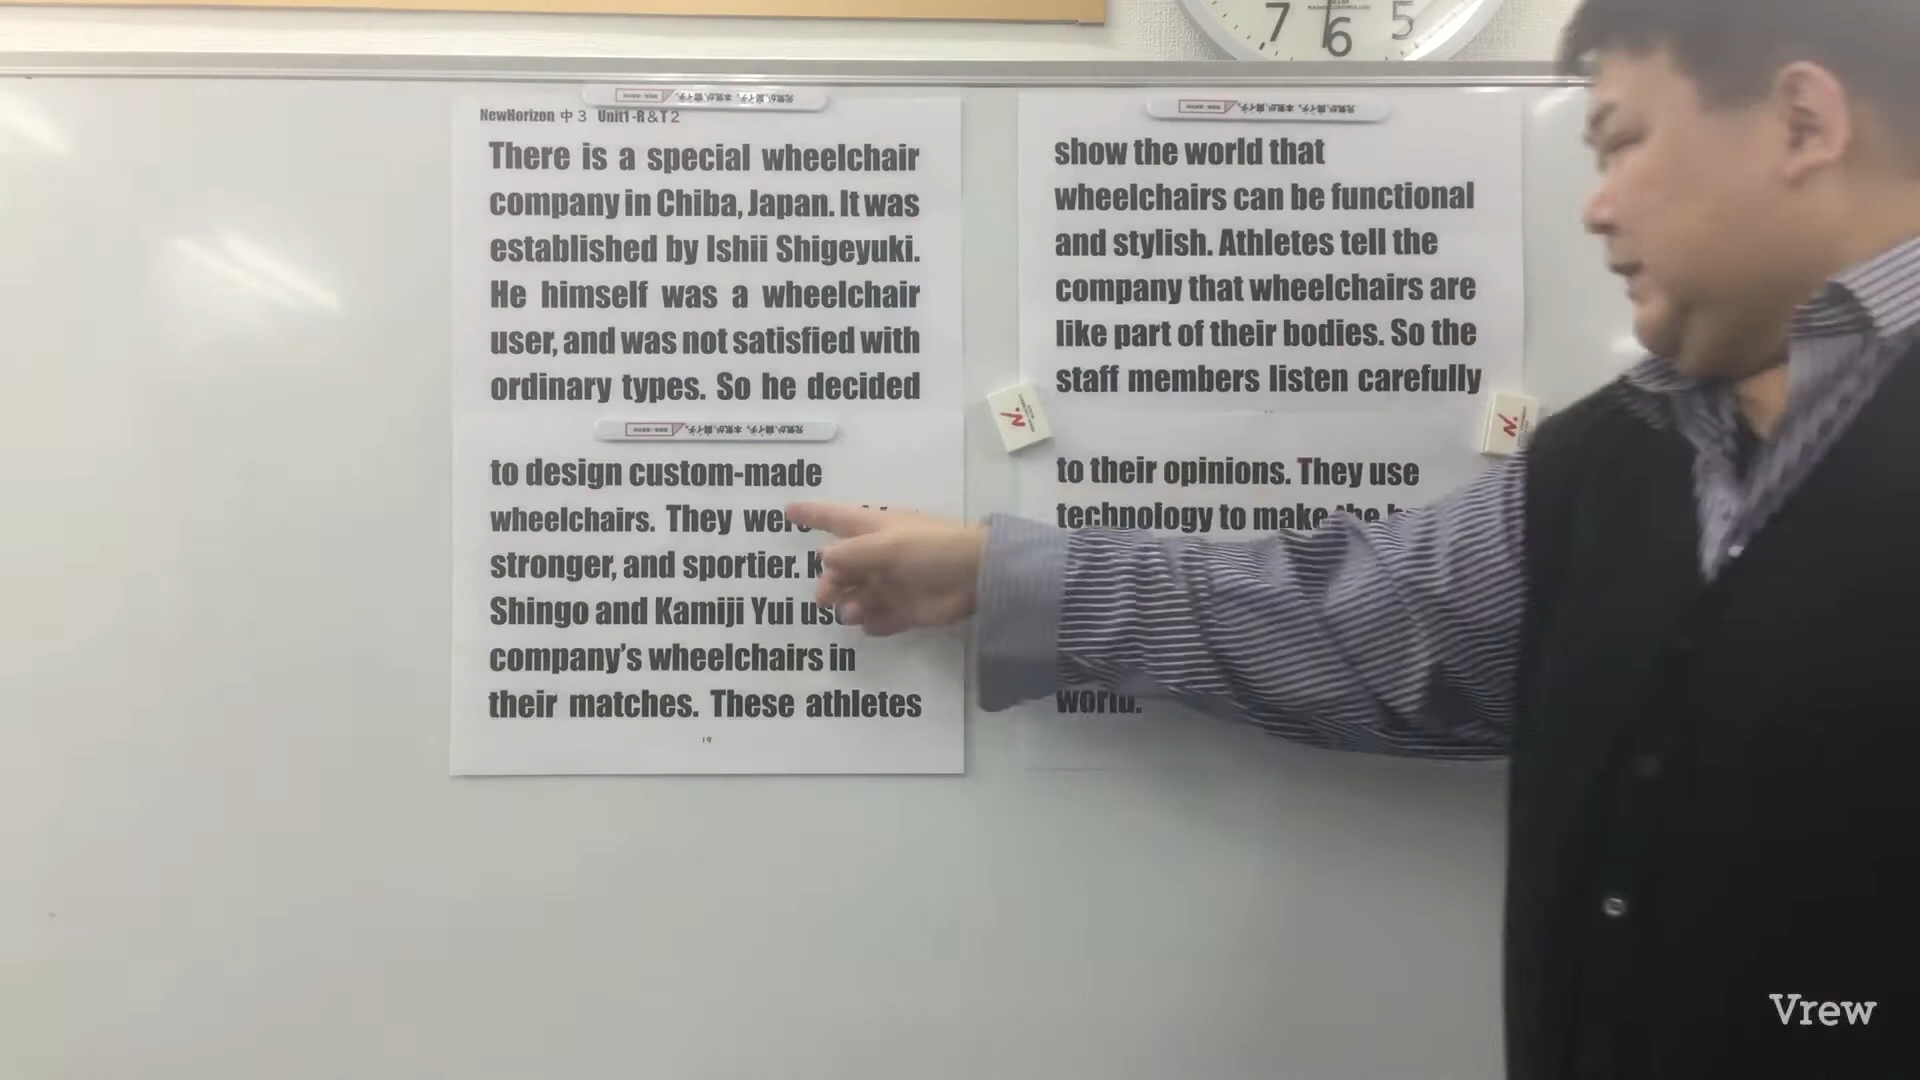 7 6 5
NewHorizon 中3 Unit1-R&T2
There is a special wheelchair
company in Chiba, Japan. It was
established by Ishii Shigeyuki.
He himself was a wheelchair
user, and was not satisfied with
ordinary types. So he decided
to design custom-made
wheelchairs. They were
stronger, and sportier.
Shingo and Kamiji Yui
company's wheelchairs in
their matches. These athletes
19
show the world that
wheelchairs can be functional
and stylish. Athletes tell the
company that wheelchairs are
like part of their bodies. So the
staff members listen carefully
to their opinions. They use
technology to make the
world.
Vrew